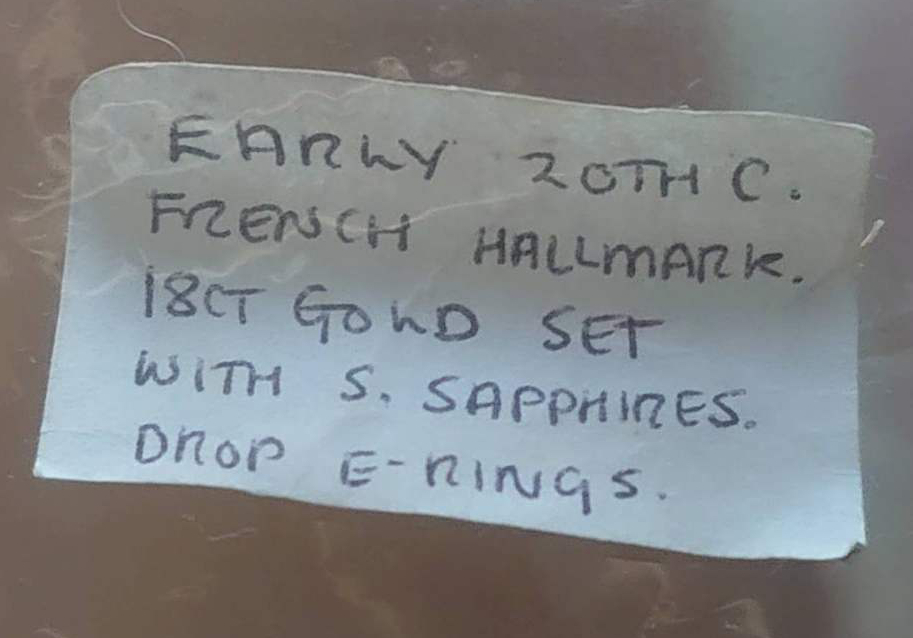 EARLY 20TH C.
FRENCH HALLMARK.
18CT GOLD SET
WITH S. SAPPHIRES.
DROP E-RINGS.